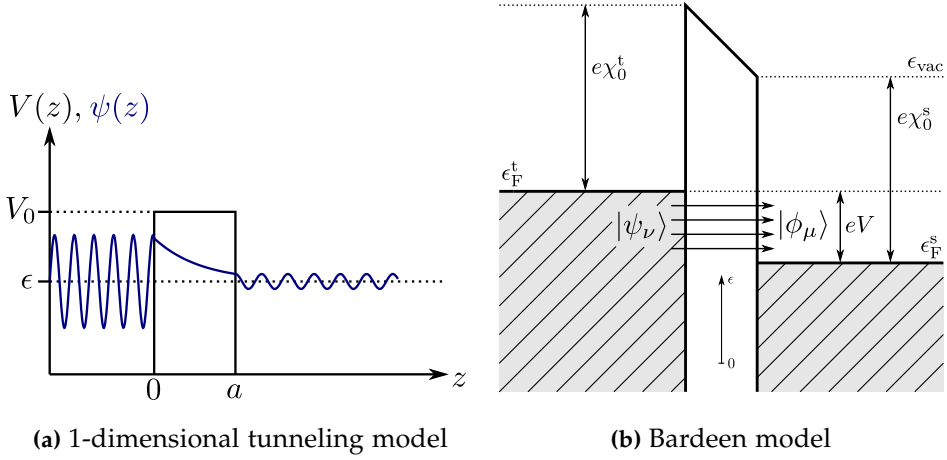 V(z), ψ(z)
V₀
ϵ
0
a
z
(a) 1-dimensional tunneling model
eχ₀ᵗ
ϵ_vac
eχ₀ˢ
ϵ_Fᵗ
|ψ_ν⟩
|ϕ_μ⟩
eV
ϵ_Fˢ
ϵ
0
(b) Bardeen model